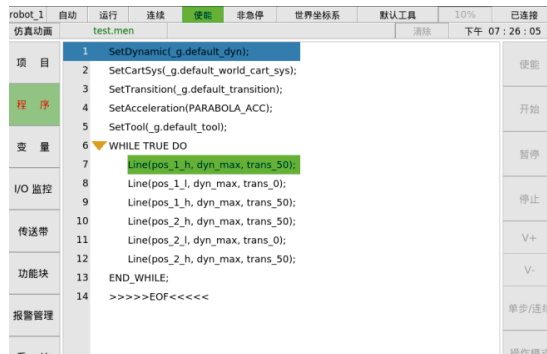 robot_1 自动 运行 连续 使能 非急停 世界坐标系 默认工具 10% 已连接
仿真动画 test.men 清除 下午 07:26:05
项 目
程 序
变 量
I/O 监控
传送带
功能块
报警管理
1 SetDynamic(_g.default_dyn);
2 SetCartSys(_g.default_world_cart_sys);
3 SetTransition(_g.default_transition);
4 SetAcceleration(PARABOLA_ACC);
5 SetTool(_g.default_tool);
6 WHILE TRUE DO
7 Line(pos_1_h, dyn_max, trans_50);
8 Line(pos_1_l, dyn_max, trans_0);
9 Line(pos_1_h, dyn_max, trans_50);
10 Line(pos_2_h, dyn_max, trans_50);
11 Line(pos_2_l, dyn_max, trans_0);
12 Line(pos_2_h, dyn_max, trans_50);
13 END_WHILE;
14 >>>>>EOF<<<<<
使能
开始
暂停
停止
V+
V-
单步/连续
操作模式